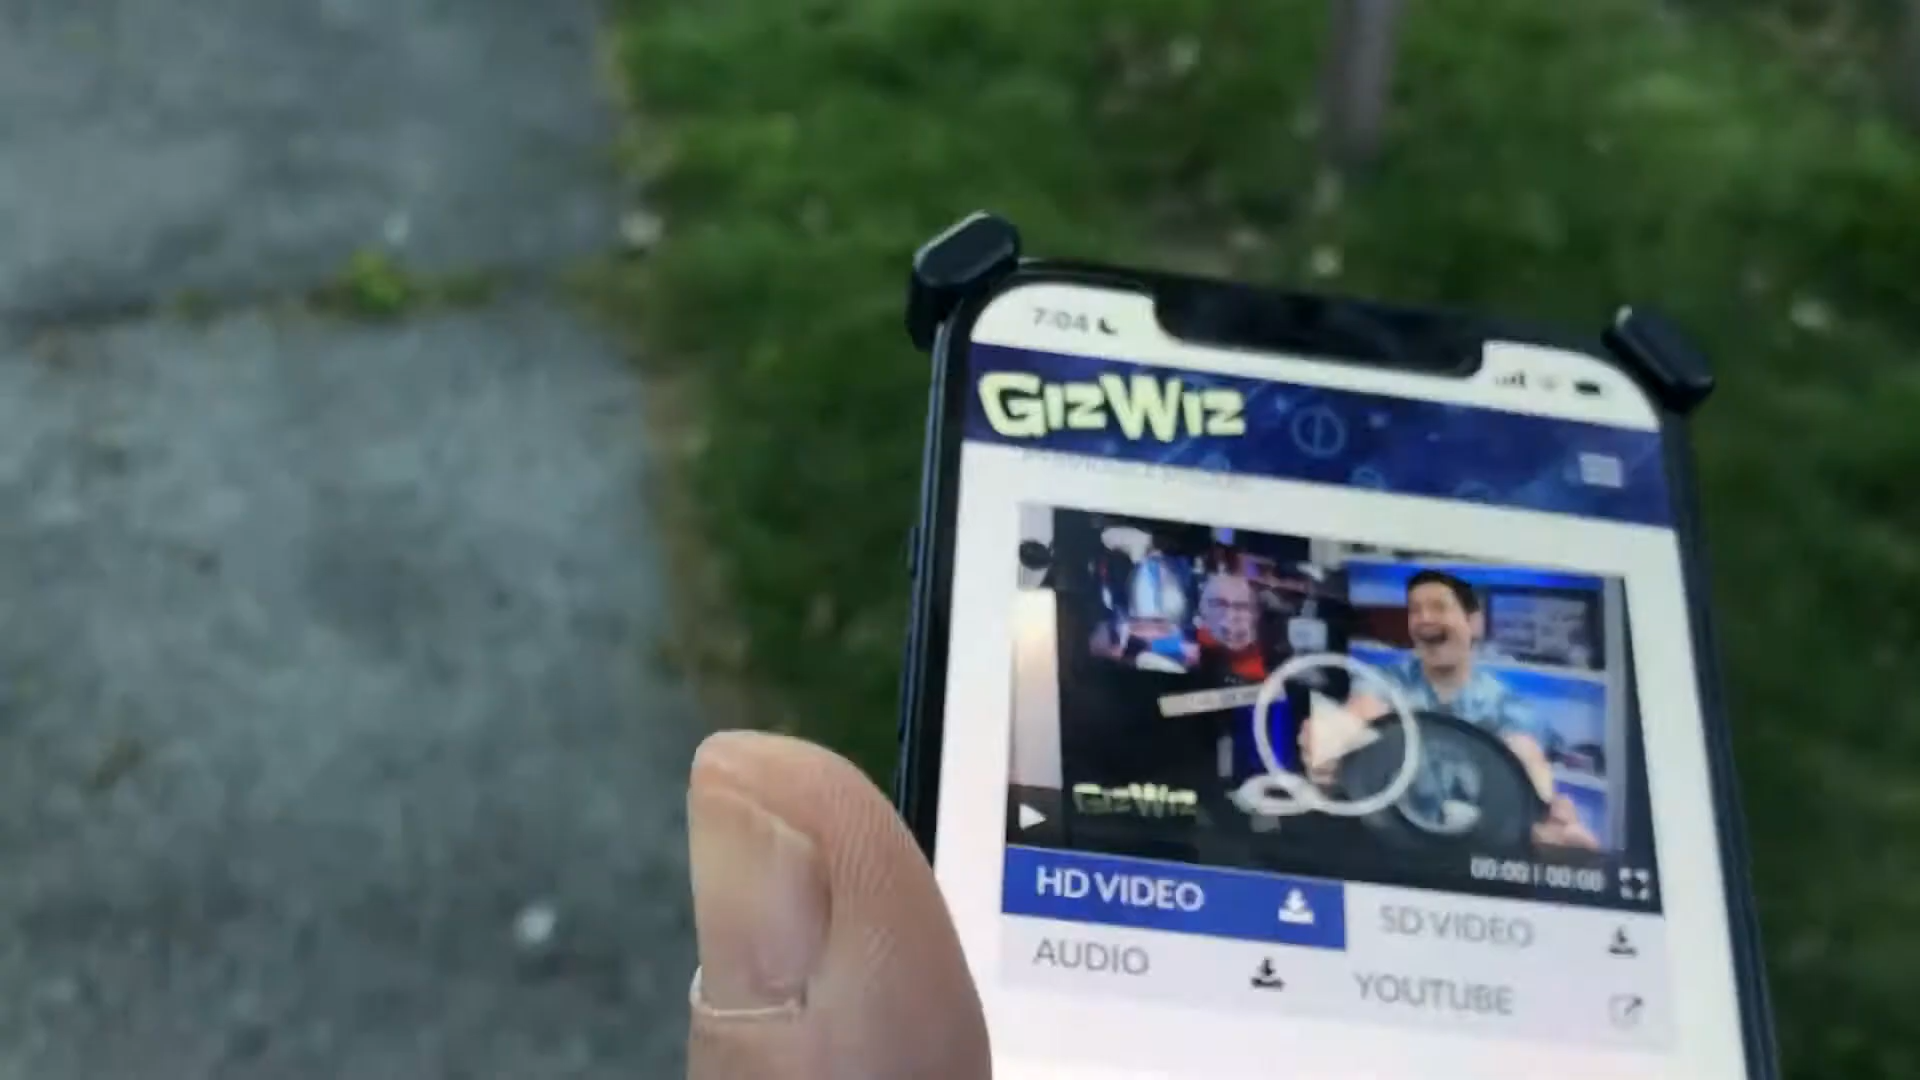 7:04
GIZWIZ
GIZWIZ
00:00 | 00:00
HD VIDEO
SD VIDEO
AUDIO
YOUTUBE